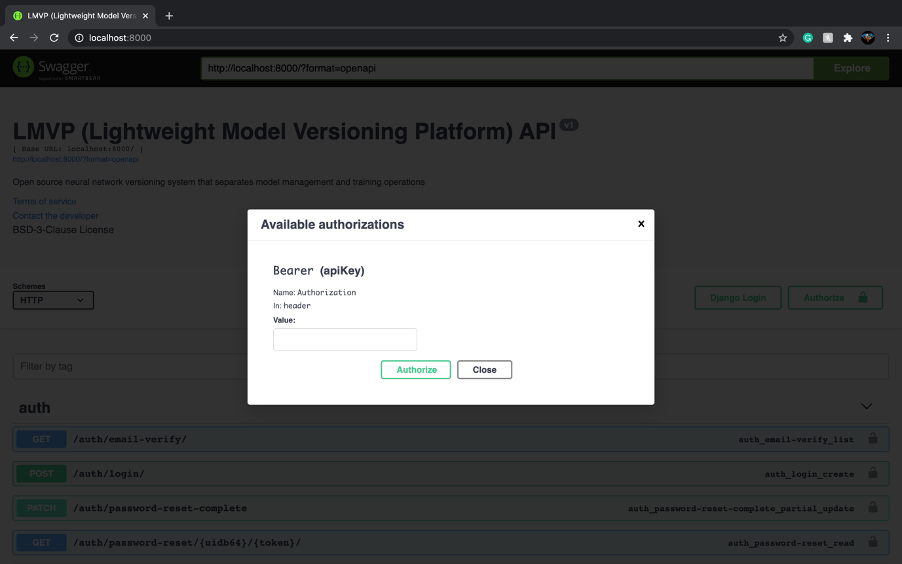 LMVP (Lightweight Model Vers
localhost:8000
Swagger
Supported by SMARTBEAR
http://localhost:8000/?format=openapi
Explore
LMVP (Lightweight Model Versioning Platform) API v1
[ Base URL: localhost:8000/ ]
http://localhost:8000/?format=openapi
Open source neural network versioning system that separates model management and training operations
Terms of service
Contact the developer
BSD-3-Clause License
Available authorizations
Bearer (apiKey)
Name: Authorization
In: header
Value:
Authorize Close
Schemes
HTTP
Django Login Authorize
Filter by tag
auth
GET /auth/email-verify/ auth_email-verify_list
POST /auth/login/ auth_login_create
PATCH /auth/password-reset-complete auth_password-reset-complete_partial_update
GET /auth/password-reset/{uidb64}/{token}/ auth_password-reset_read